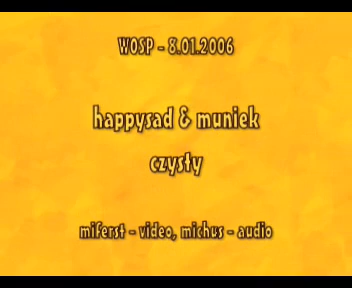 WOSP - 8.01.2006
happysad & muniek
czysty
miferst - video, michus - audio